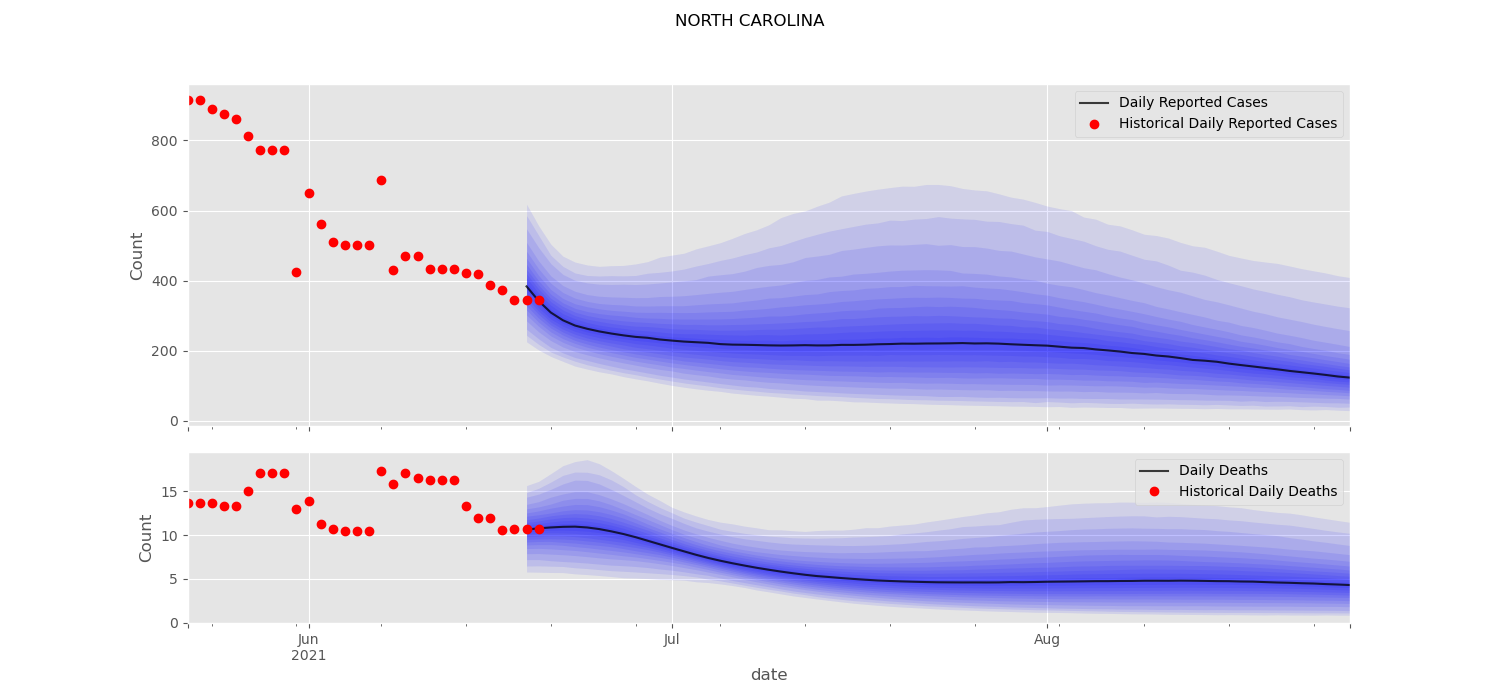 NORTH CAROLINA
Daily Reported Cases
Historical Daily Reported Cases
800
600
400
200
0
Count
Daily Deaths
Historical Daily Deaths
15
10
5
0
Count
Jun
2021
Jul
Aug
date